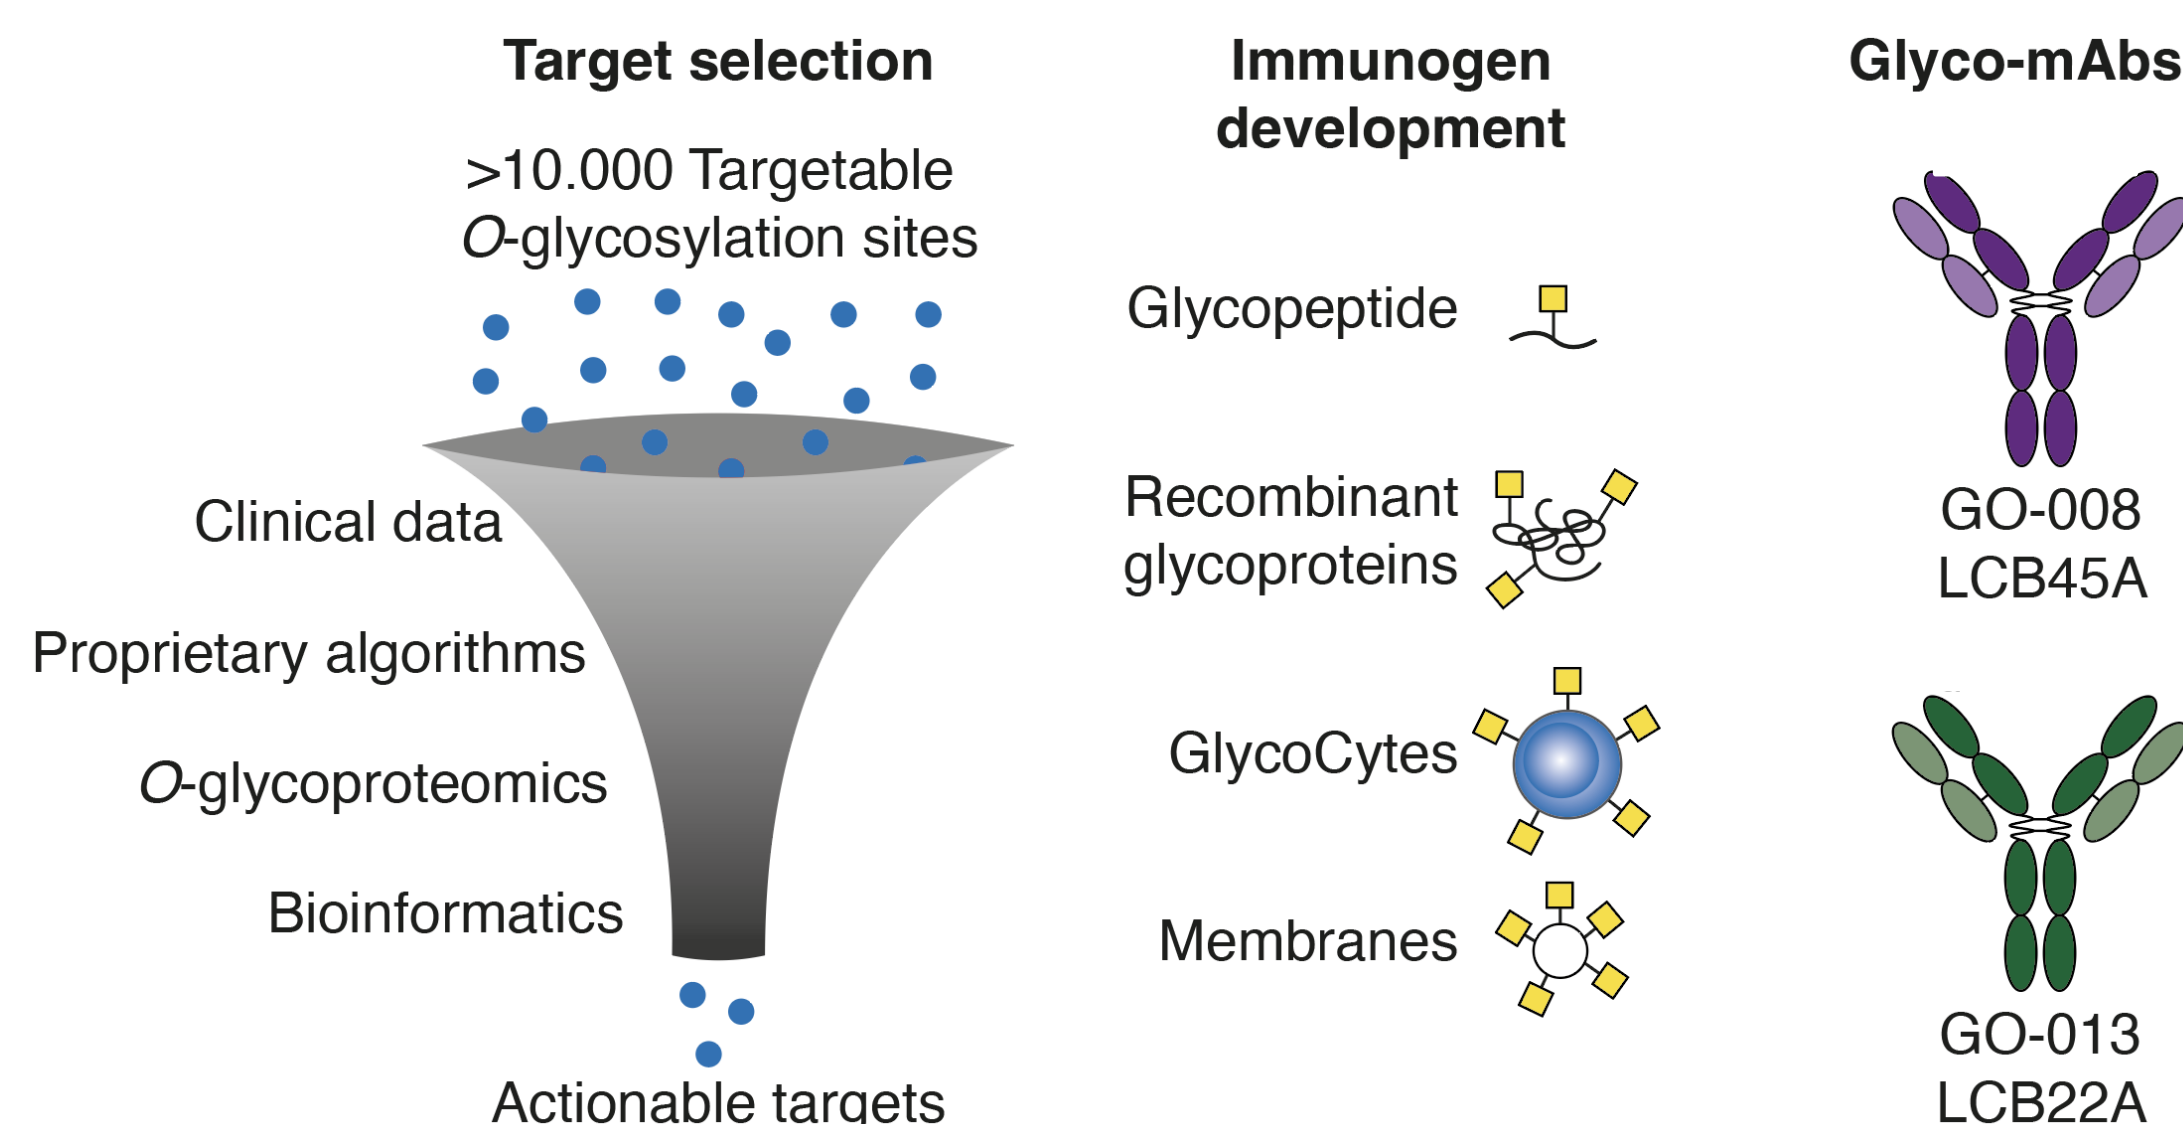 Target selection
>10.000 Targetable
O-glycosylation sites
Clinical data
Proprietary algorithms
O-glycoproteomics
Bioinformatics
Actionable targets
Immunogen
development
Glycopeptide
Recombinant
glycoproteins
GlycoCytes
Membranes
Glyco-mAbs
GO-008
LCB45A
GO-013
LCB22A